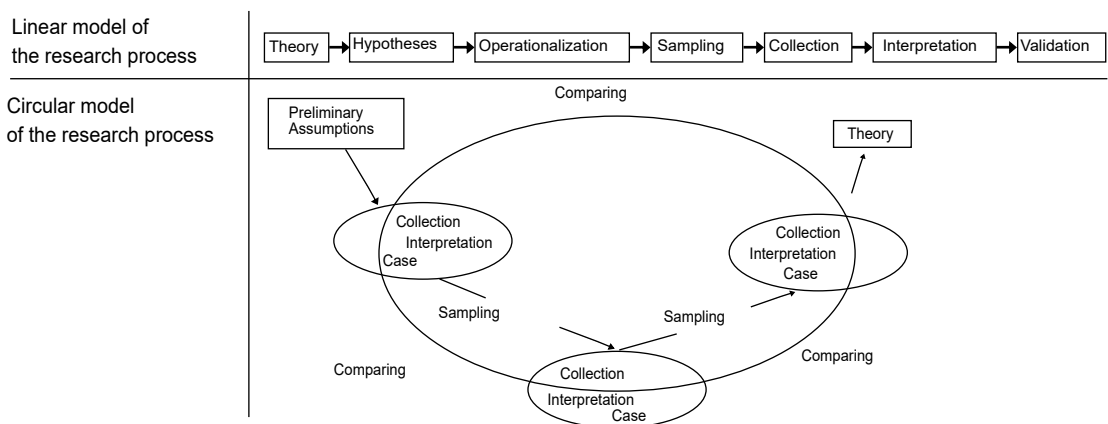 Linear model of
the research process
Theory
Hypotheses
Operationalization
Sampling
Collection
Interpretation
Validation
Circular model
of the research process
Comparing
Preliminary
Assumptions
Theory
Collection
Interpretation
Case
Collection
Interpretation
Case
Sampling
Sampling
Comparing
Comparing
Collection
Interpretation
Case